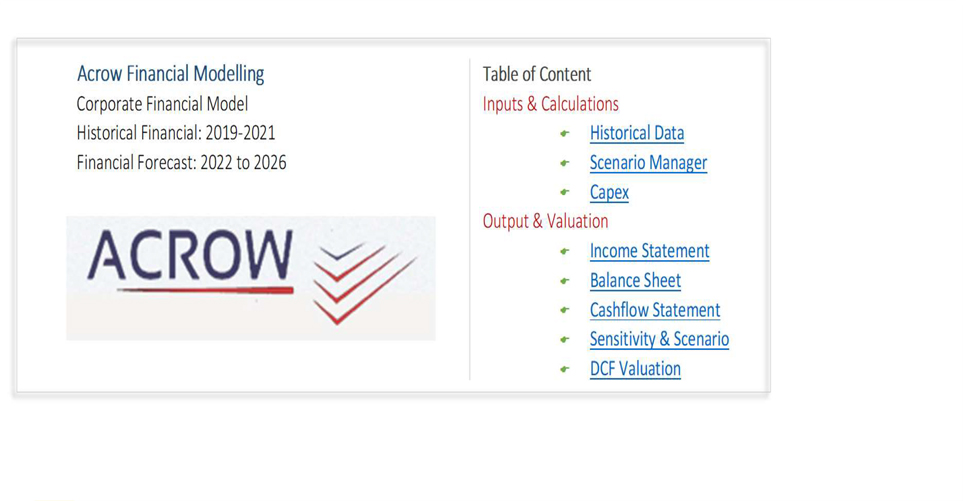 Acrow Financial Modelling
Corporate Financial Model
Historical Financial: 2019-2021
Financial Forecast: 2022 to 2026
ACROW
Table of Content
Inputs & Calculations
Historical Data
Scenario Manager
Capex
Output & Valuation
Income Statement
Balance Sheet
Cashflow Statement
Sensitivity & Scenario
DCF Valuation